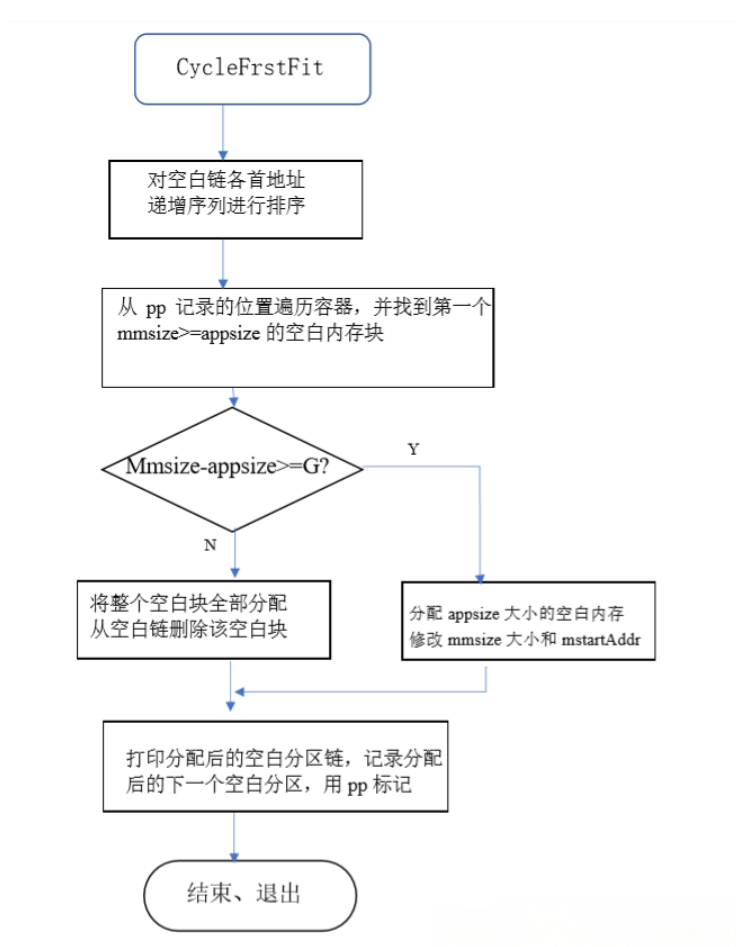 CycleFrstFit
对空白链各首地址
递增序列进行排序
从 pp 记录的位置遍历容器，并找到第一个
mmsize>=appsize 的空白内存块
Mmsize-appsize>=G?
Y
N
将整个空白块全部分配
从空白链删除该空白块
分配 appsize 大小的空白内存
修改 mmsize 大小和 mstartAddr
打印分配后的空白分区链，记录分配
后的下一个空白分区，用 pp 标记
结束、退出